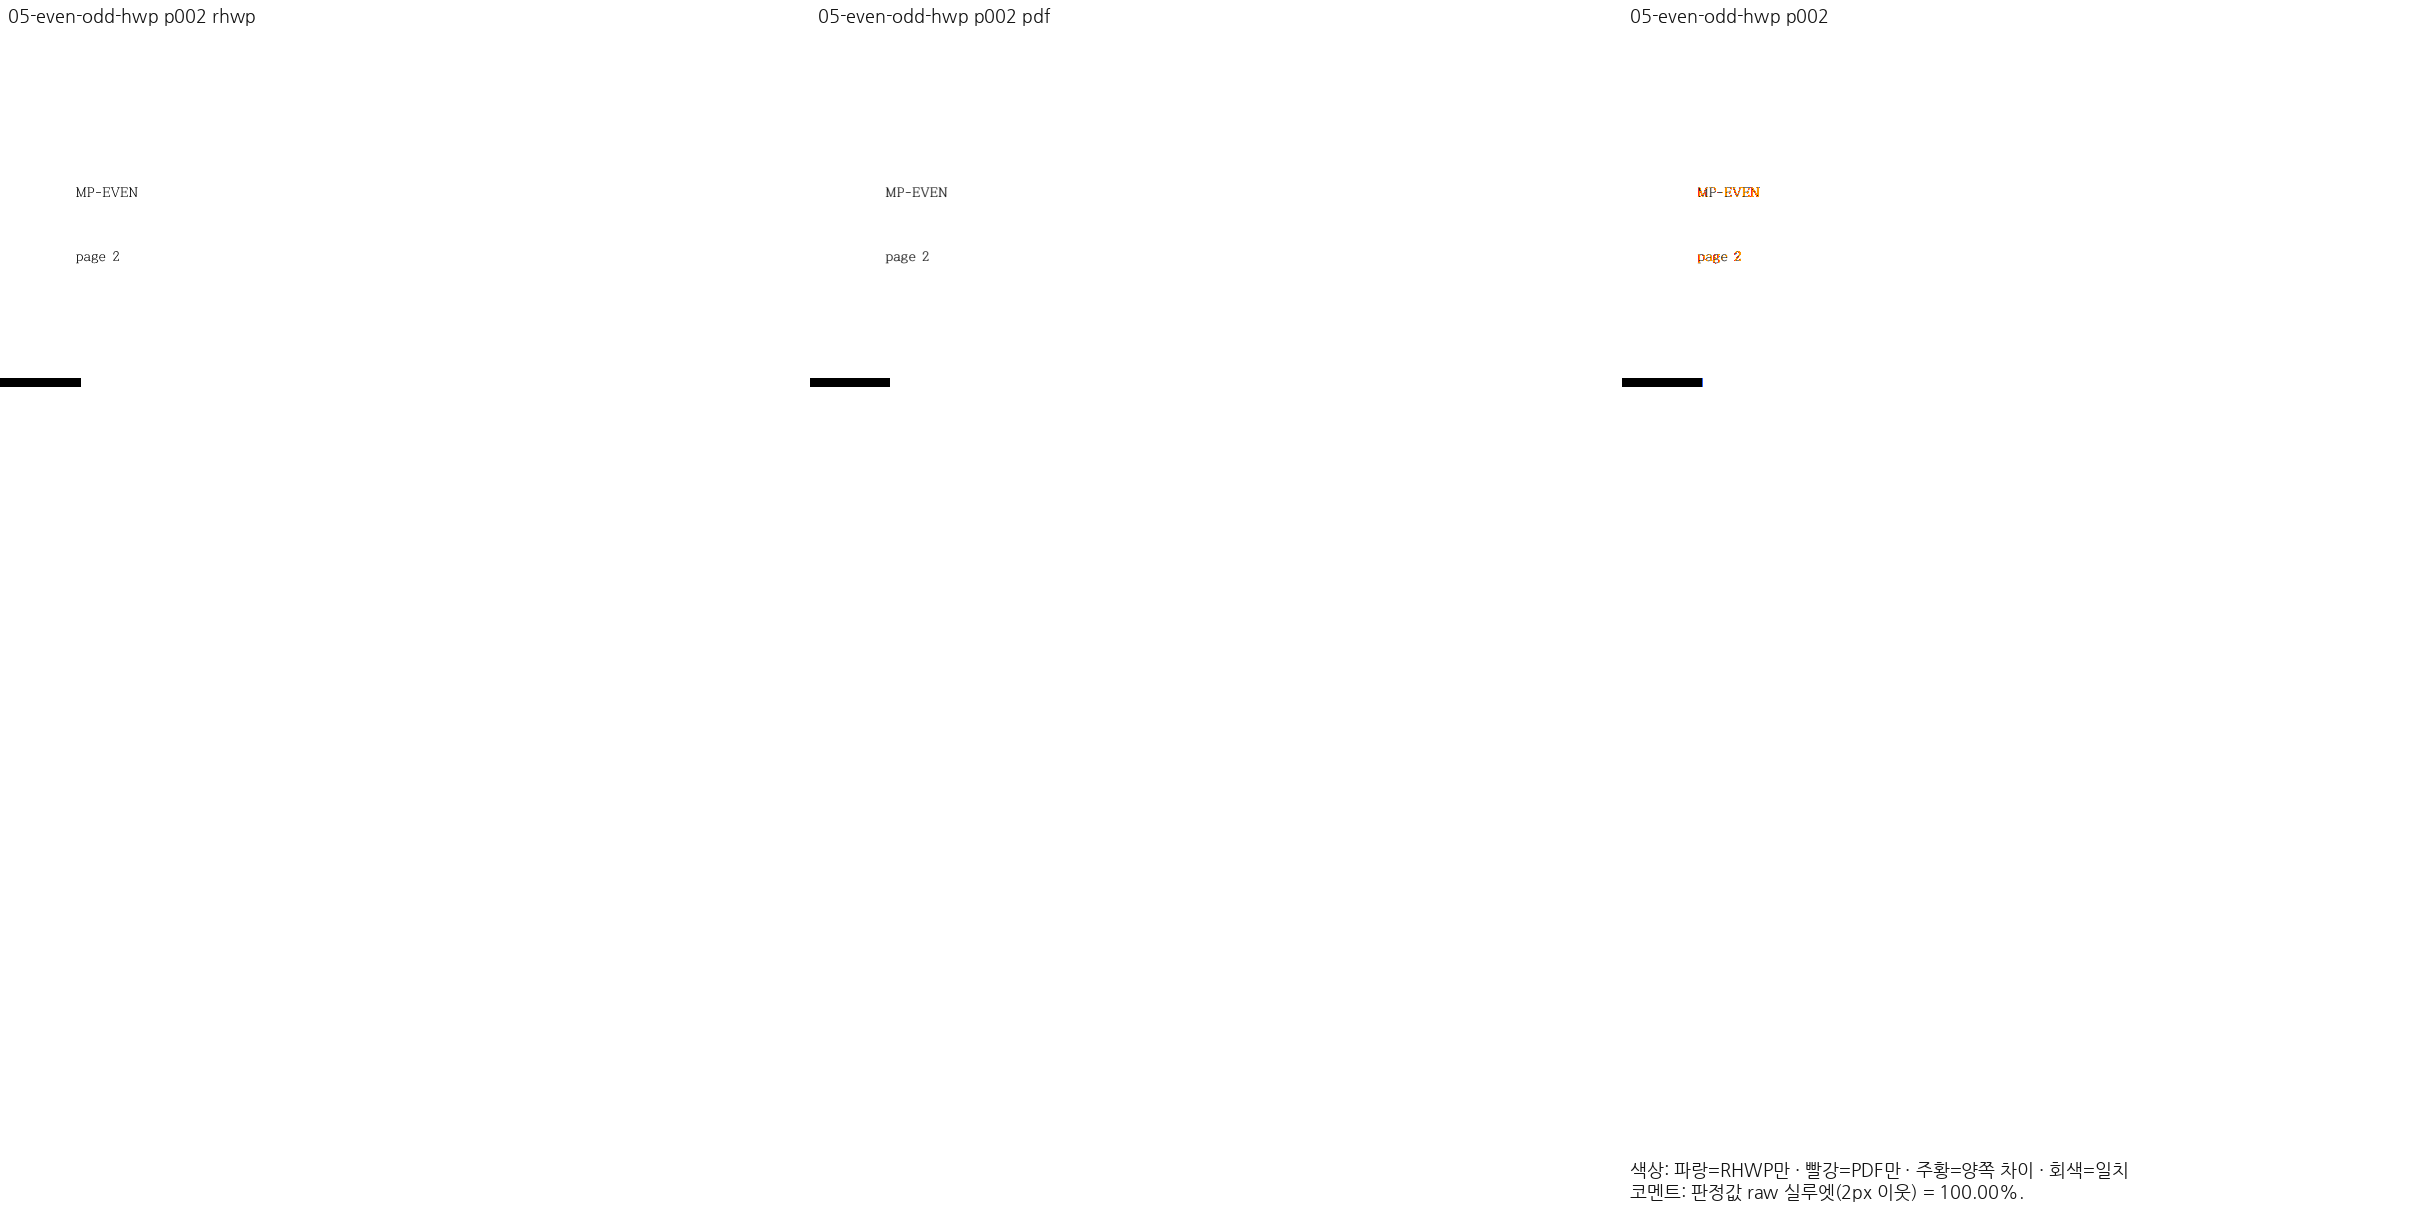 05-even-odd-hwp p002 rhwp
MP-EVEN
page 2
05-even-odd-hwp p002 pdf
MP-EVEN
page 2
05-even-odd-hwp p002
MP-EVEN
page 2
색상: 파랑=RHWP만 · 빨강=PDF만 · 주황=양쪽 차이 · 회색=일치
코멘트: 판정값 raw 실루엣(2px 이웃) = 100.00%.